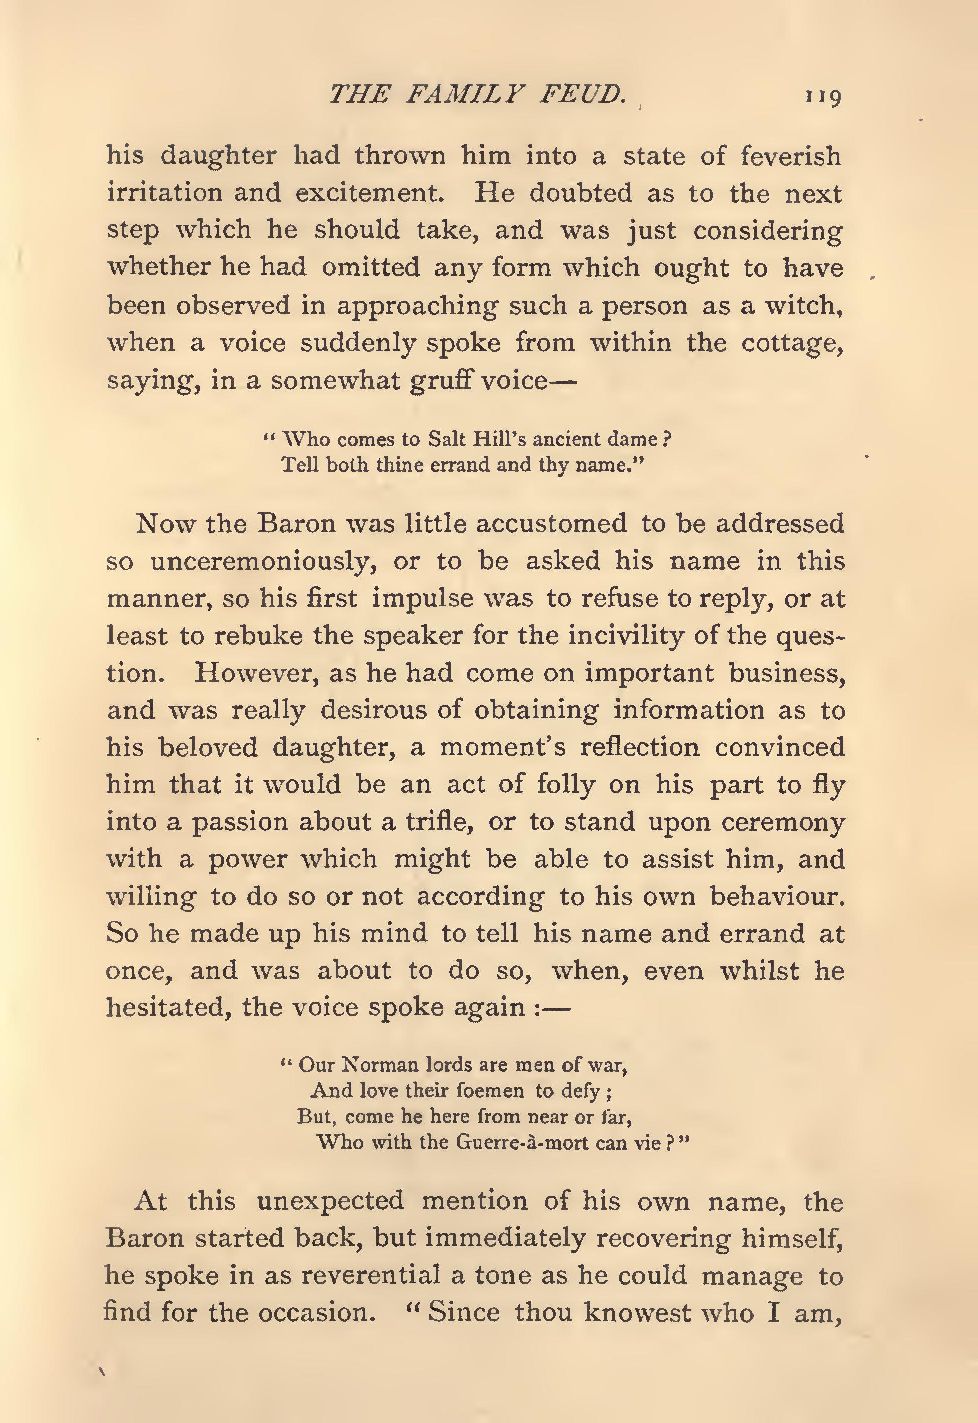 THE FAMILY FEUD. 119
his daughter had thrown him into a state of feverish
irritation and excitement. He doubted as to the next
step which he should take, and was just considering
whether he had omitted any form which ought to have
been observed in approaching such a person as a witch,
when a voice suddenly spoke from within the cottage,
saying, in a somewhat gruff voice—
“ Who comes to Salt Hill’s ancient dame ?
Tell both thine errand and thy name.”
Now the Baron was little accustomed to be addressed
so unceremoniously, or to be asked his name in this
manner, so his first impulse was to refuse to reply, or at
least to rebuke the speaker for the incivility of the ques-
tion. However, as he had come on important business,
and was really desirous of obtaining information as to
his beloved daughter, a moment’s reflection convinced
him that it would be an act of folly on his part to fly
into a passion about a trifle, or to stand upon ceremony
with a power which might be able to assist him, and
willing to do so or not according to his own behaviour.
So he made up his mind to tell his name and errand at
once, and was about to do so, when, even whilst he
hesitated, the voice spoke again :—
“ Our Norman lords are men of war,
And love their foemen to defy ;
But, come he here from near or far,
Who with the Guerre-à-mort can vie ? ”
At this unexpected mention of his own name, the
Baron started back, but immediately recovering himself,
he spoke in as reverential a tone as he could manage to
find for the occasion. “ Since thou knowest who I am,